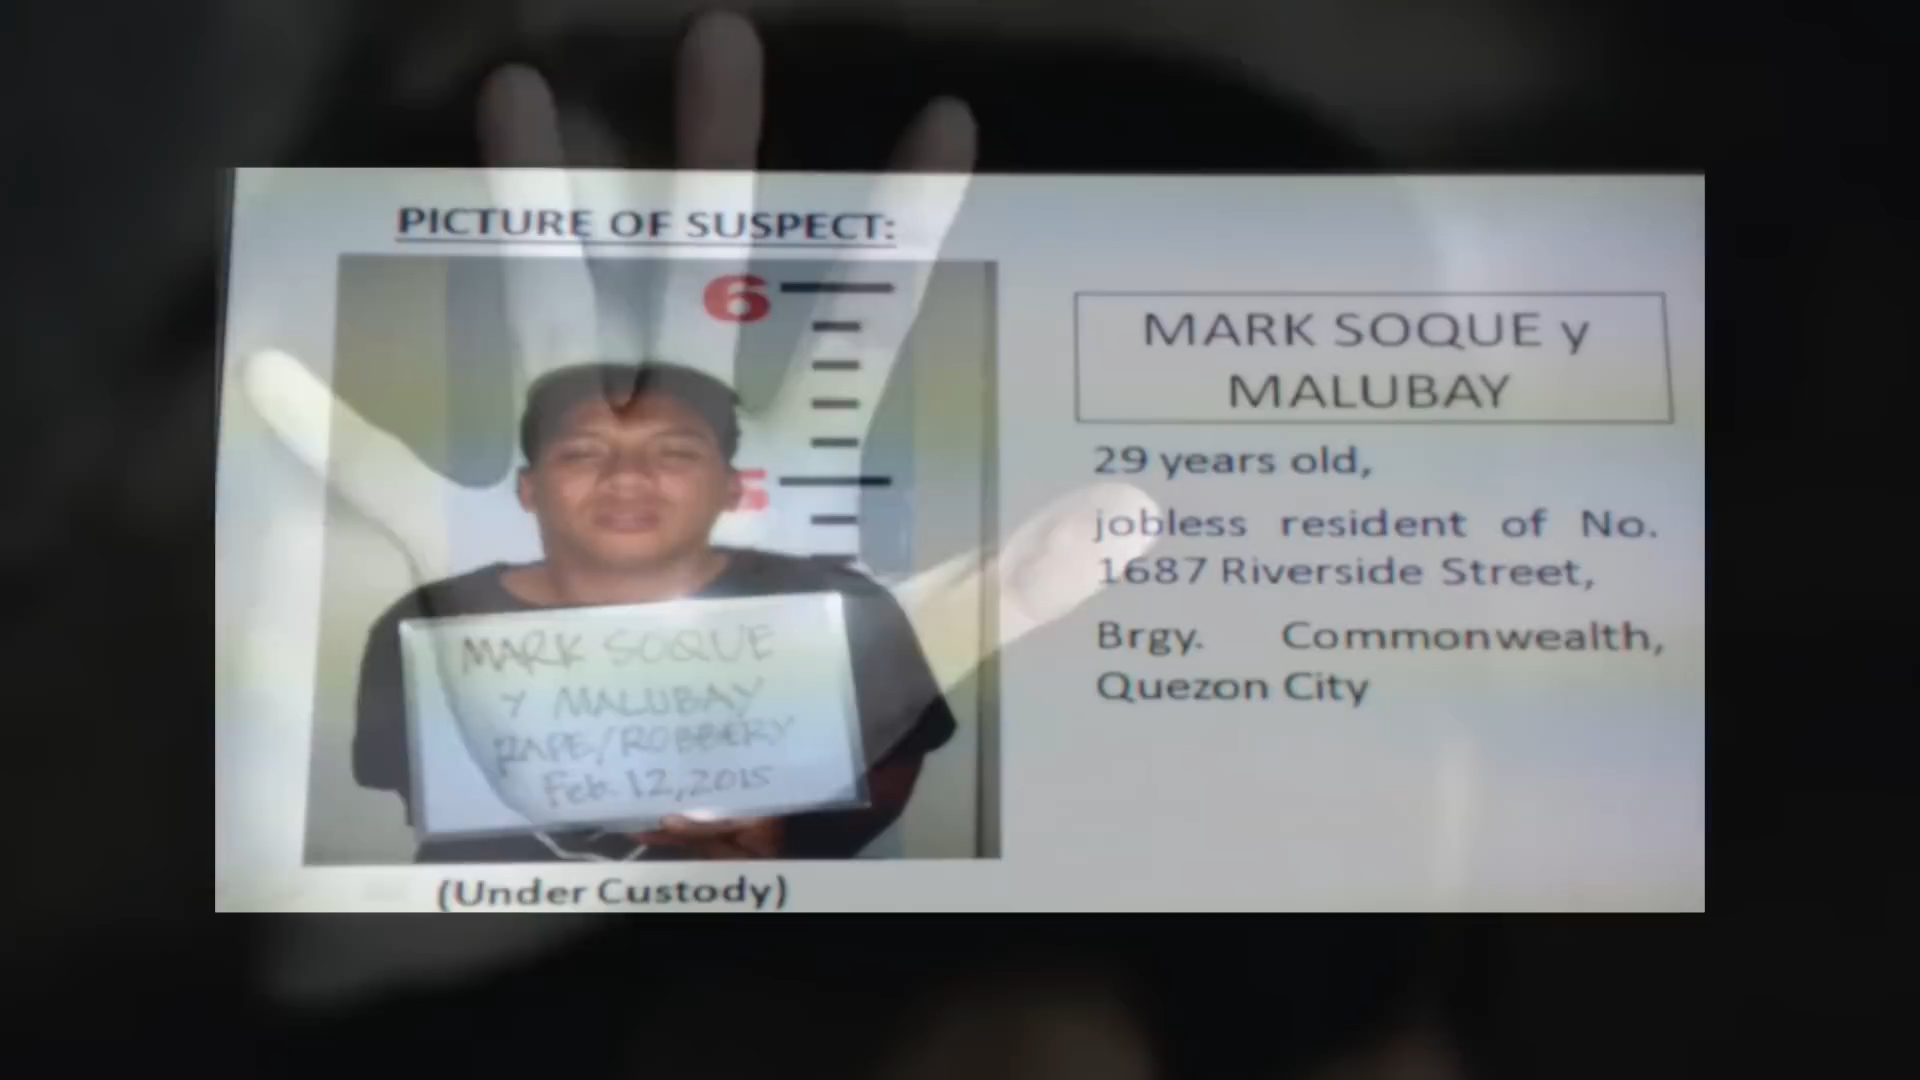 PICTURE OF SUSPECT:
6
5
MARK SOQUE
Y MALUBAY
RAPE/ROBBERY
Feb. 12, 2015
(Under Custody)
MARK SOQUE y
MALUBAY
29 years old,
jobless resident of No.
1687 Riverside Street,
Brgy. Commonwealth,
Quezon City